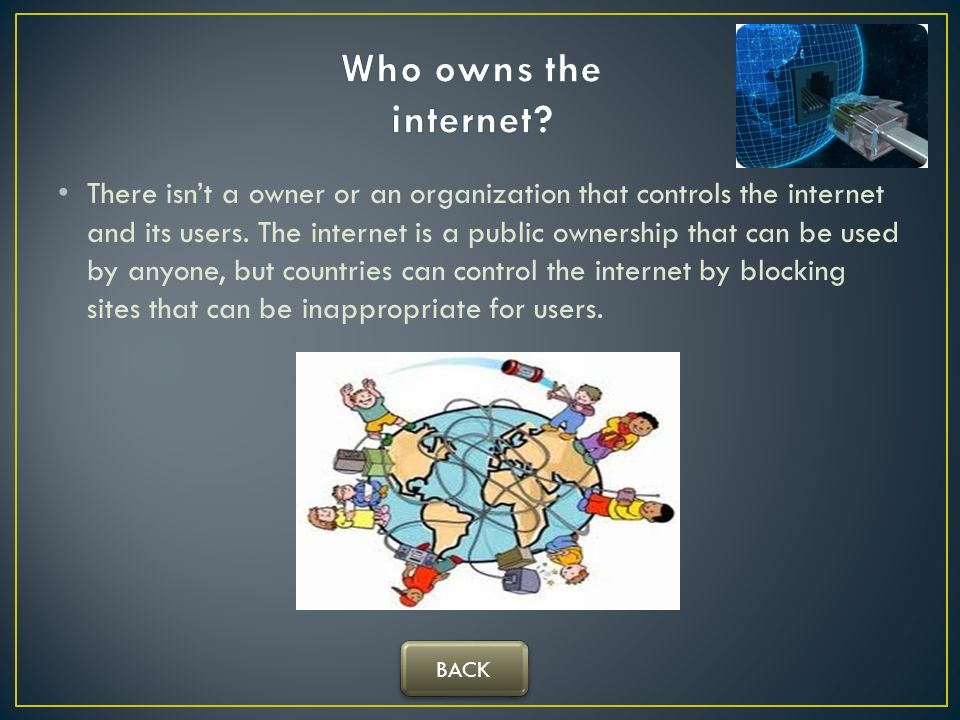 Who owns the
internet?
• There isn’t a owner or an organization that controls the internet
and its users. The internet is a public ownership that can be used
by anyone, but countries can control the internet by blocking
sites that can be inappropriate for users.
BACK